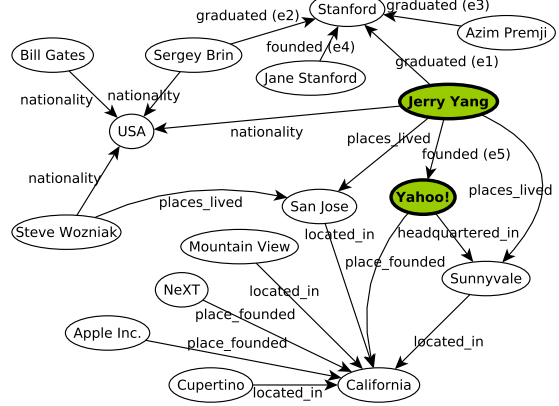 graduated (e2)
Stanford
graduated (e3)
Azim Premji
Bill Gates
Sergey Brin
founded (e4)
Jane Stanford
graduated (e1)
nationality
nationality
Jerry Yang
USA
nationality
places_lived
founded (e5)
nationality
places_lived
San Jose
Yahoo!
places_lived
Steve Wozniak
Mountain View
located_in
headquartered_in
place_founded
Sunnyvale
NeXT
located_in
place_founded
Apple Inc.
place_founded
located_in
Cupertino
located_in
California